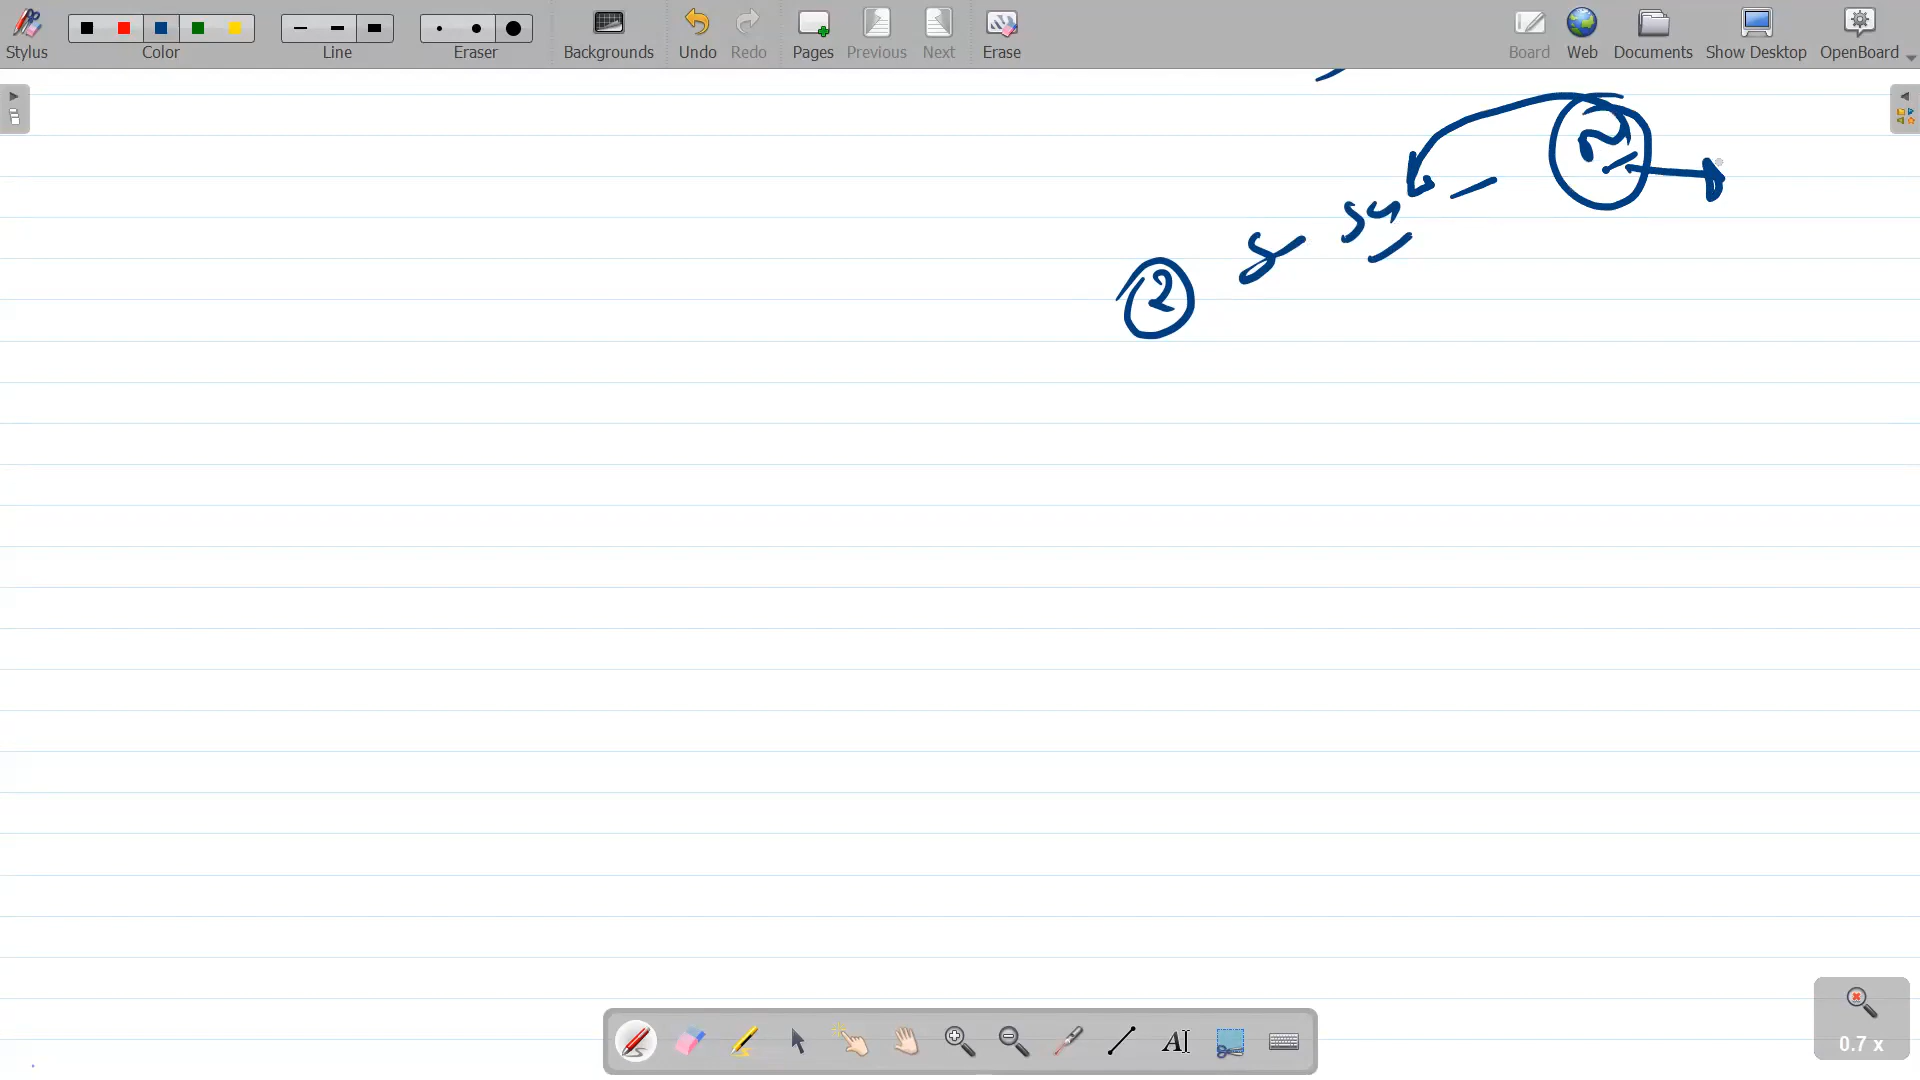 Stylus Color Line Eraser Backgrounds Undo Redo Pages Previous Next Erase Board Web Documents Show Desktop OpenBoard
2
0.7 x